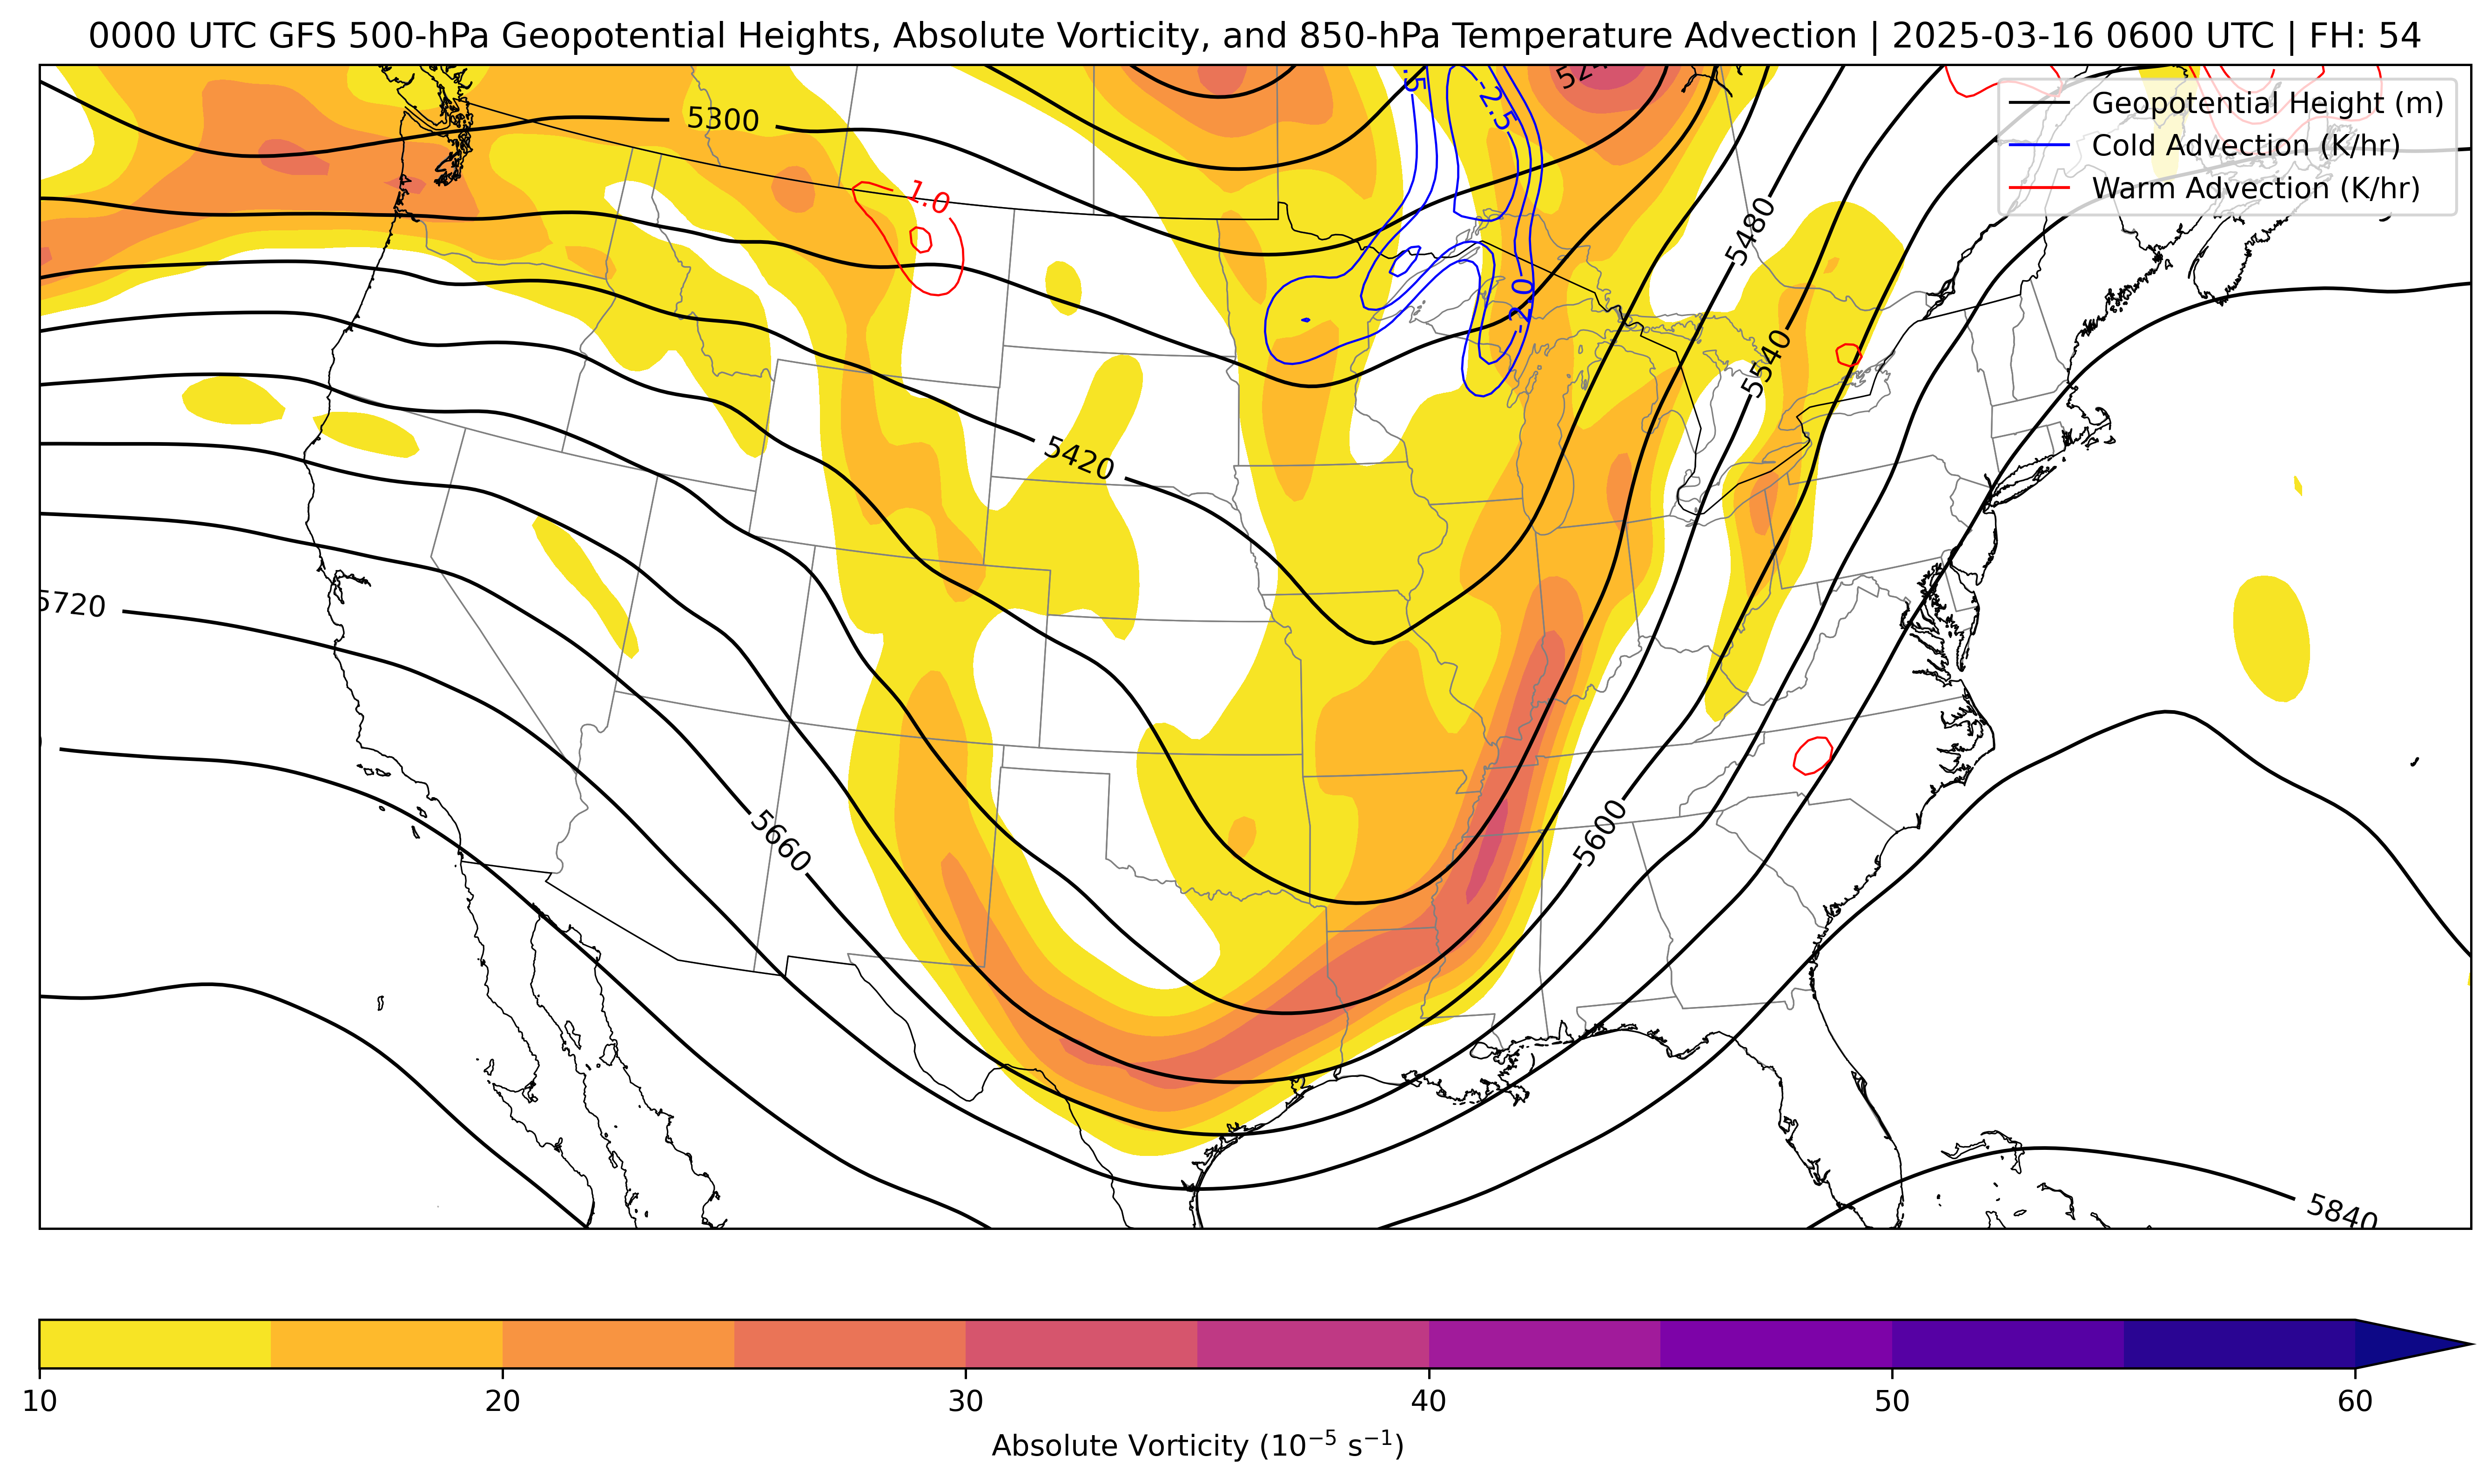 0000 UTC GFS 500-hPa Geopotential Heights, Absolute Vorticity, and 850-hPa Temperature Advection | 2025-03-16 0600 UTC | FH: 54
Geopotential Height (m)
Cold Advection (K/hr)
Warm Advection (K/hr)
-2.5
5300
1.0
5480
-2.0
5540
5420
5720
5660
5600
5840
10 20 30 40 50 60
Absolute Vorticity (10⁻⁵ s⁻¹)